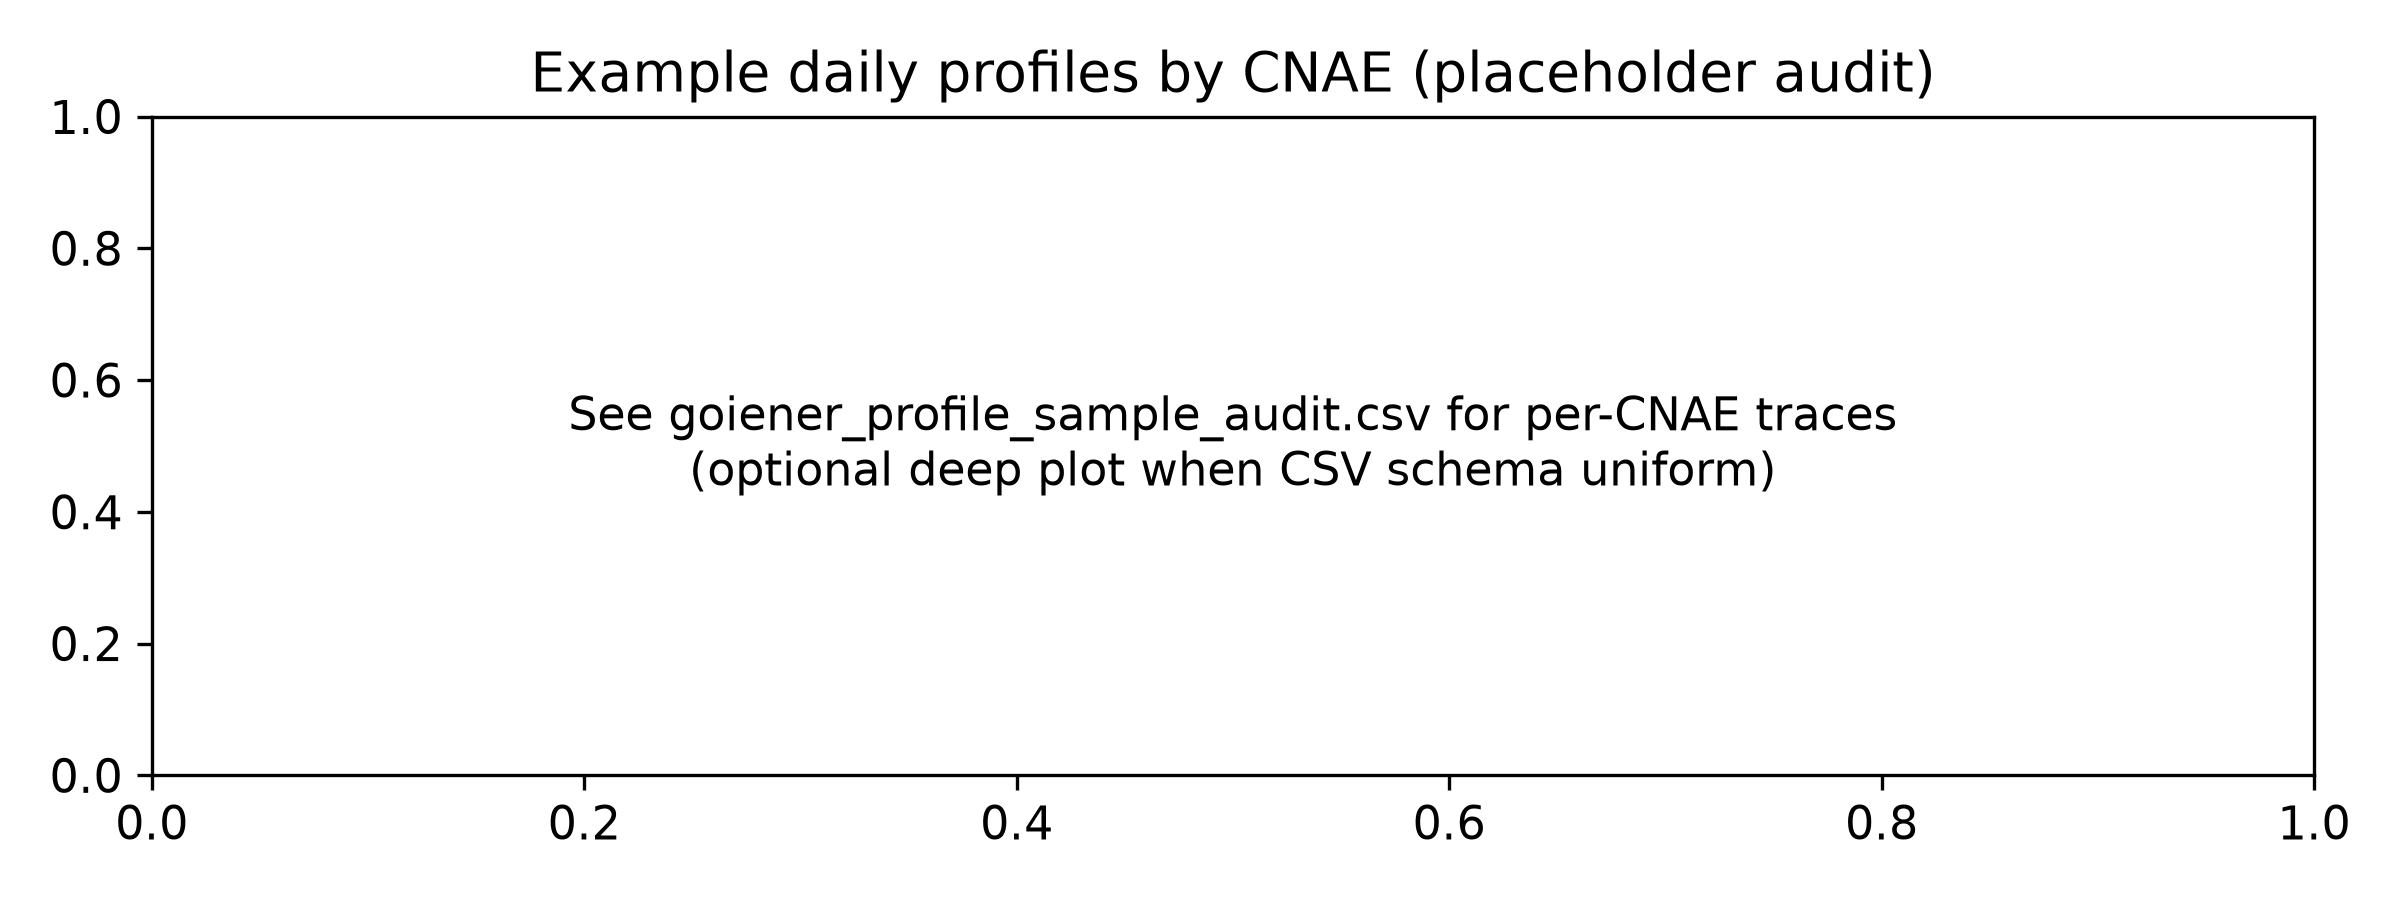 Example daily profiles by CNAE (placeholder audit)
1.0
0.8
0.6
0.4
0.2
0.0
See goiener_profile_sample_audit.csv for per-CNAE traces
(optional deep plot when CSV schema uniform)
0.0 0.2 0.4 0.6 0.8 1.0